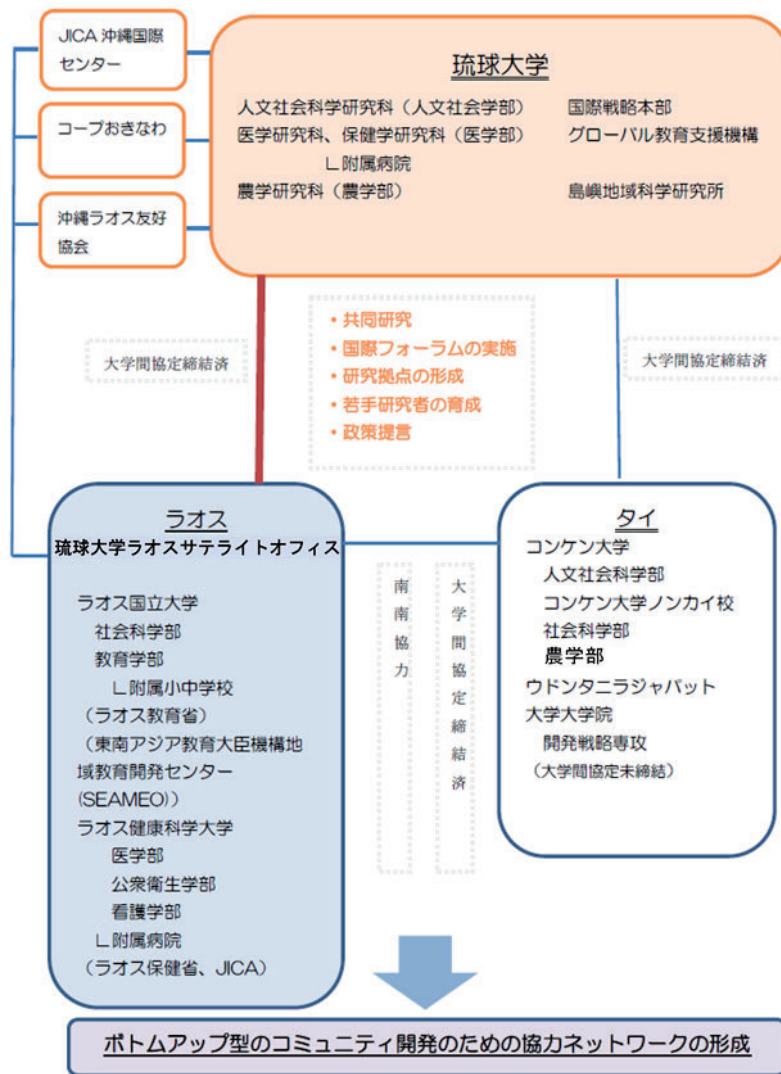 JICA 沖縄国際
センター
コープおきなわ
沖縄ラオス友好
協会
琉球大学
人文社会科学研究科（人文社会学部）
医学研究科、保健学研究科（医学部）
∟附属病院
農学研究科（農学部）
国際戦略本部
グローバル教育支援機構
島嶼地域科学研究所
大学間協定締結済
・共同研究
・国際フォーラムの実施
・研究拠点の形成
・若手研究者の育成
・政策提言
大学間協定締結済
ラオス
琉球大学ラオスサテライトオフィス
ラオス国立大学
社会科学部
教育学部
∟附属小中学校
（ラオス教育省）
（東南アジア教育大臣機構地
域教育開発センター
(SEAMEO)）
ラオス健康科学大学
医学部
公衆衛生学部
看護学部
∟附属病院
（ラオス保健省、JICA）
南南協力
大学間協定締結済
タイ
コンケン大学
人文社会科学部
コンケン大学ノンカイ校
社会科学部
農学部
ウドンタニラジャパット
大学大学院
開発戦略専攻
（大学間協定未締結）
ボトムアップ型のコミュニティ開発のための協力ネットワークの形成